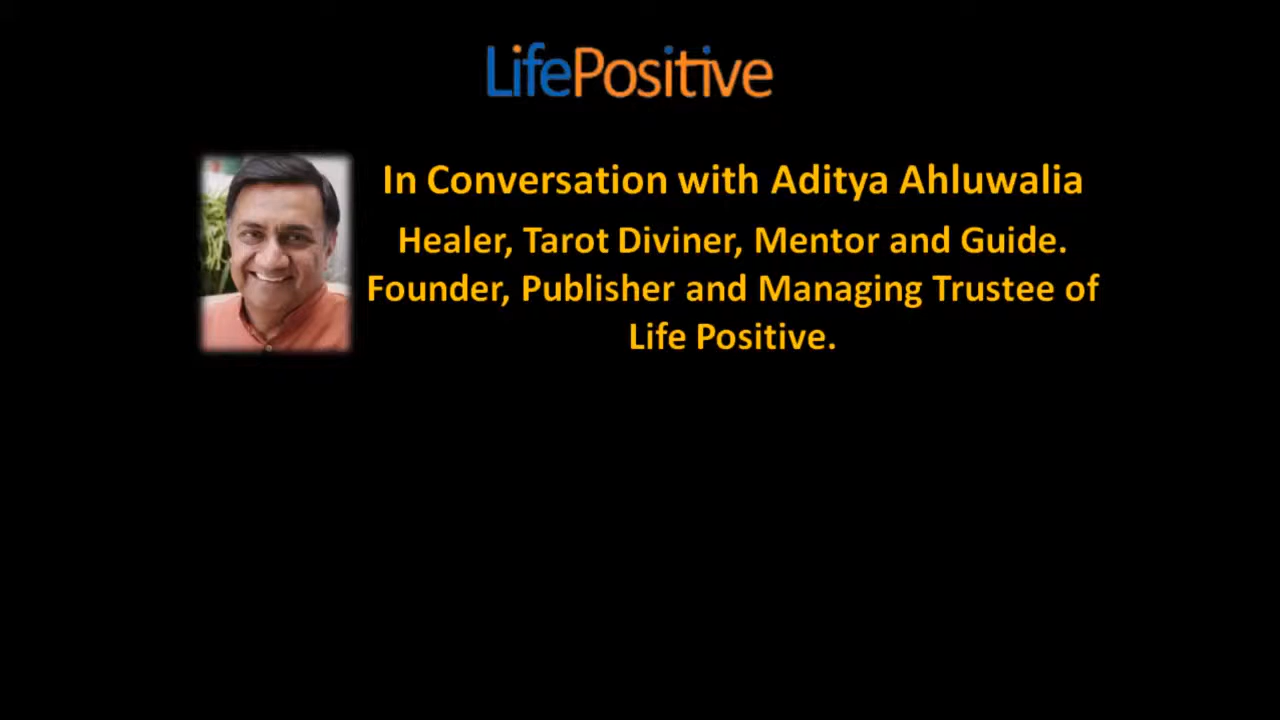 LifePositive
In Conversation with Aditya Ahluwalia
Healer, Tarot Diviner, Mentor and Guide.
Founder, Publisher and Managing Trustee of
Life Positive.